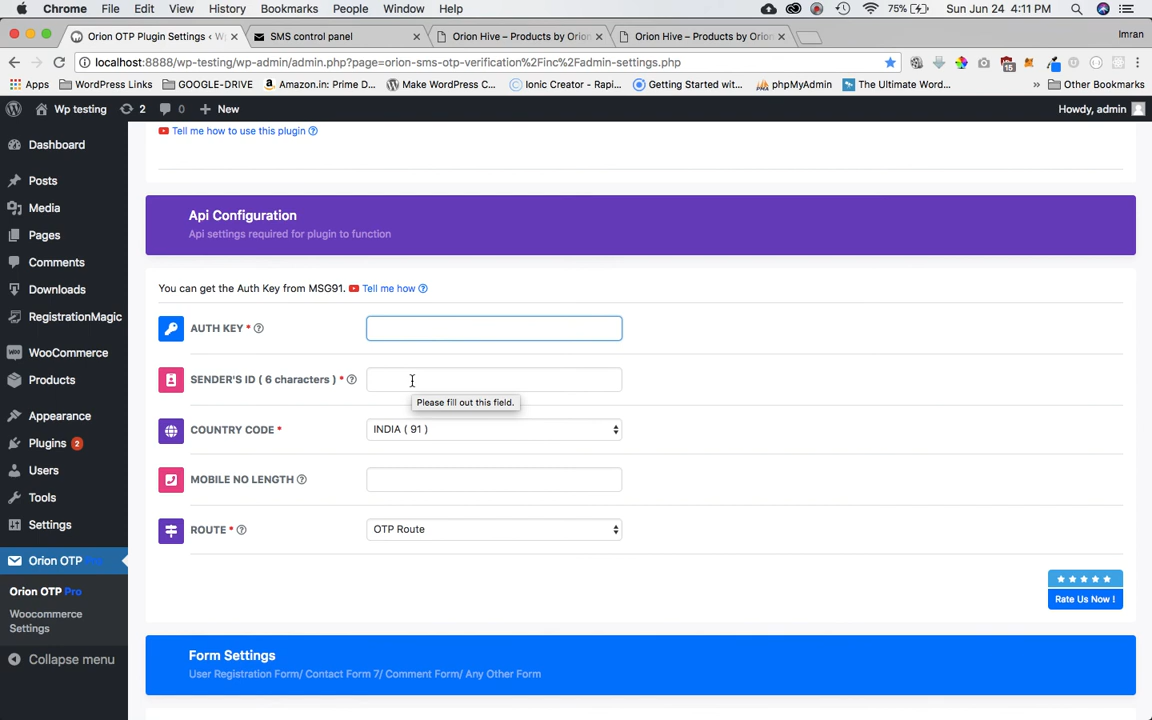 Chrome File Edit View History Bookmarks People Window Help 75% Sun Jun 24 4:11 PM
Orion OTP Plugin Settings ‹ W SMS control panel Orion Hive – Products by Orion Orion Hive – Products by Orion Imran
localhost:8888/wp-testing/wp-admin/admin.php?page=orion-sms-otp-verification%2Finc%2Fadmin-settings.php
Apps WordPress Links GOOGLE-DRIVE Amazon.in: Prime D... Make WordPress C... Ionic Creator - Rapi... Getting Started wit... phpMyAdmin The Ultimate Wor... » Other Bookmarks
Wp testing 2 0 + New Howdy, admin
Tell me how to use this plugin
Dashboard
Posts
Media
Pages
Comments
Downloads
RegistrationMagic
WooCommerce
Products
Appearance
Plugins 2
Users
Tools
Settings
Orion OTP Pro
Orion OTP Pro
Woocommerce
Settings
Collapse menu
Api Configuration
Api settings required for plugin to function
You can get the Auth Key from MSG91. Tell me how
AUTH KEY *
SENDER'S ID ( 6 characters ) *
Please fill out this field.
COUNTRY CODE * INDIA ( 91 )
MOBILE NO LENGTH
ROUTE * OTP Route
Rate Us Now !
Form Settings
User Registration Form/ Contact Form 7/ Comment Form/ Any Other Form